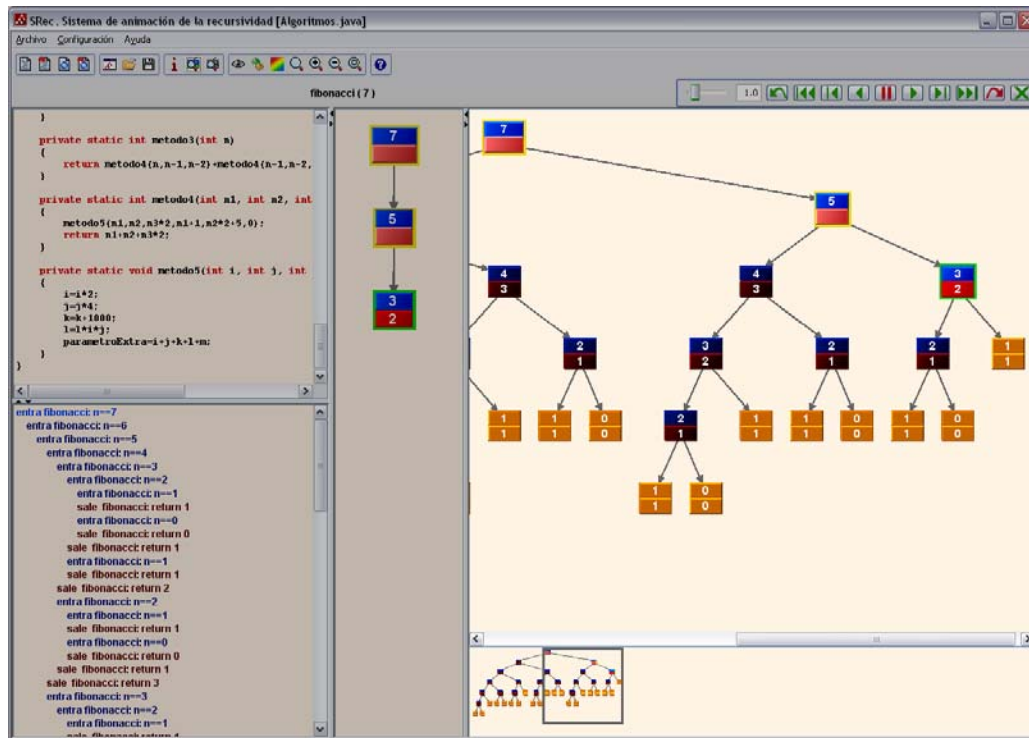 SRec. Sistema de animación de la recursividad [Algoritmos.java]
Archivo Configuración Ayuda
fibonacci ( 7 )
1.0
}
private static int metodo3(int n)
{
return metodo4(n,n-1,n-2)+metodo4(n-1,n-2,
}
private static int metodo4(int n1, int n2, int
{
metodo5(n1,n2,n3*2,n1+1,n2*2+5,0);
return n1+n2+n3*2;
}
private static void metodo5(int i, int j, int
{
i=i*2;
j=j*4;
k=k+1000;
l=l*i*j;
parametroExtra=i+j+k+l+m;
}
}
entra fibonacci: n==7
entra fibonacci: n==6
entra fibonacci: n==5
entra fibonacci: n==4
entra fibonacci: n==3
entra fibonacci: n==2
entra fibonacci: n==1
sale fibonacci: return 1
entra fibonacci: n==0
sale fibonacci: return 0
sale fibonacci: return 1
entra fibonacci: n==1
sale fibonacci: return 1
sale fibonacci: return 2
entra fibonacci: n==2
entra fibonacci: n==1
sale fibonacci: return 1
entra fibonacci: n==0
sale fibonacci: return 0
sale fibonacci: return 1
sale fibonacci: return 3
entra fibonacci: n==3
entra fibonacci: n==2
entra fibonacci: n==1
7
5
3
2
7
5
4 4 3
3 3 2
2 3 2 2 1
1 2 1 1 1
1 1 0 2 1 1 0 1 0
1 1 0 1 1 1 0 1 0
1 0
1 0